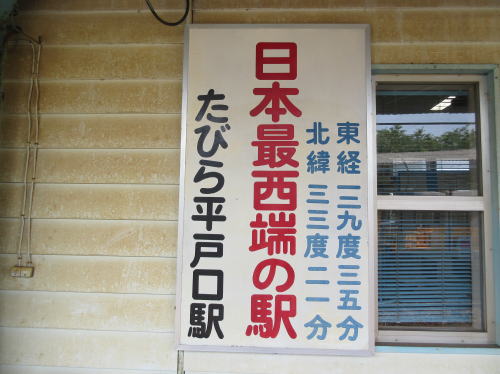 東経一二九度三五分
北緯三三度二一分
日本最西端の駅
たびら平戸口駅